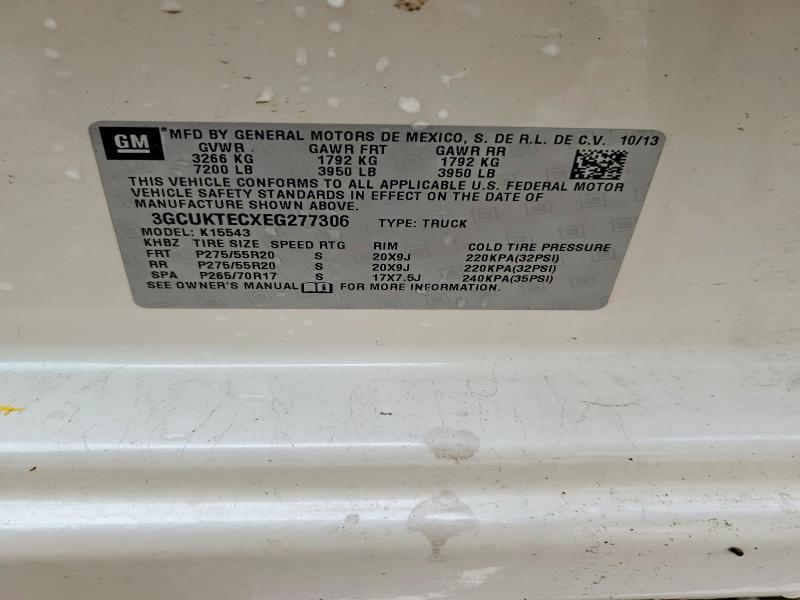 GM ®MFD BY GENERAL MOTORS DE MEXICO, S. DE R.L. DE C.V. 10/13
GVWR GAWR FRT GAWR RR
3266 KG 1792 KG 1792 KG
7200 LB 3950 LB 3950 LB
THIS VEHICLE CONFORMS TO ALL APPLICABLE U.S. FEDERAL MOTOR
VEHICLE SAFETY STANDARDS IN EFFECT ON THE DATE OF
MANUFACTURE SHOWN ABOVE.
3GCUKTECXEG277306 TYPE: TRUCK
MODEL: K15543
KHBZ TIRE SIZE SPEED RTG RIM COLD TIRE PRESSURE
FRT P275/55R20 S 20X9J 220KPA(32PSI)
RR P275/55R20 S 20X9J 220KPA(32PSI)
SPA P265/70R17 S 17X7.5J 240KPA(35PSI)
SEE OWNER'S MANUAL FOR MORE INFORMATION.